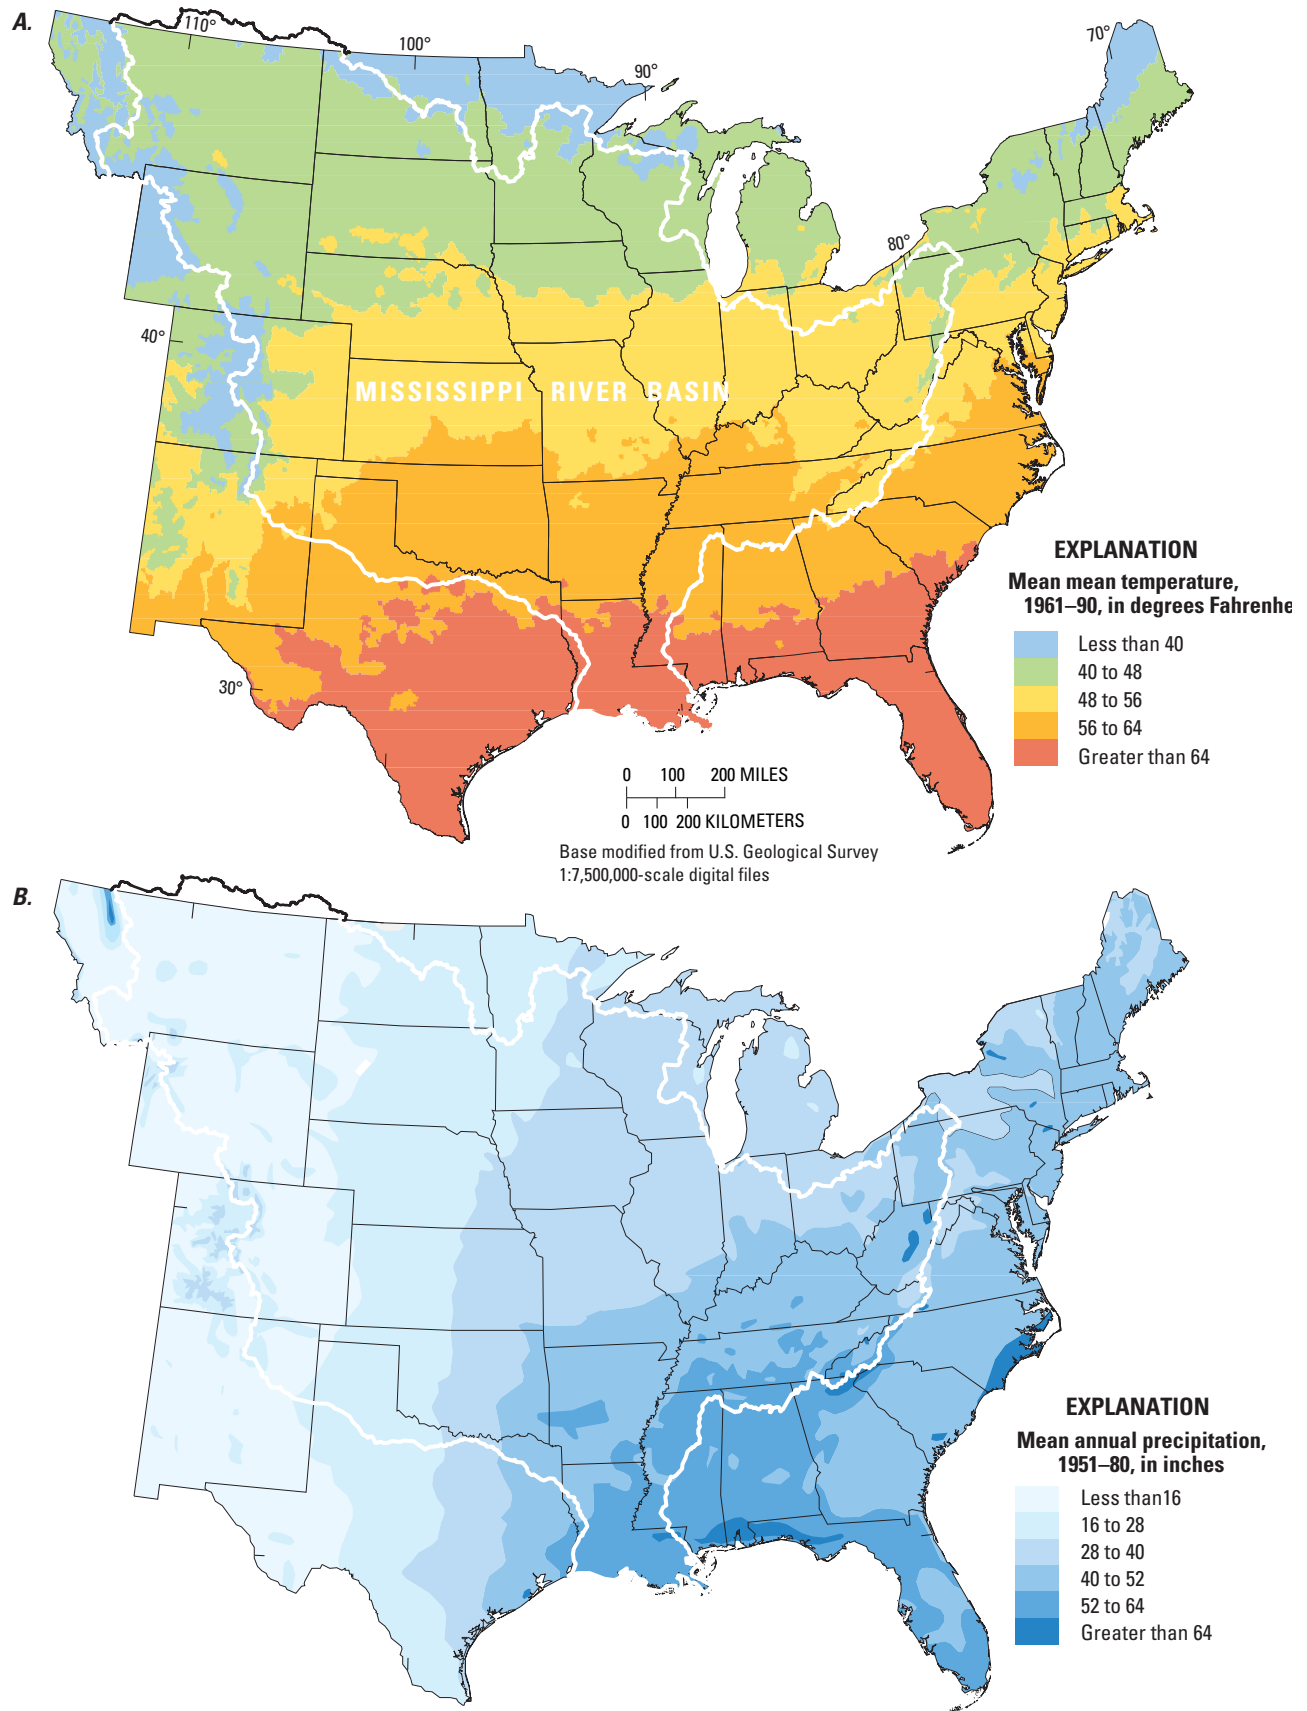 A.
110°
100°
90°
70°
80°
40°
30°
MISSISSIPPI RIVER BASIN
EXPLANATION
Mean mean temperature,
1961–90, in degrees Fahrenhe
Less than 40
40 to 48
48 to 56
56 to 64
Greater than 64
0 100 200 MILES
0 100 200 KILOMETERS
Base modified from U.S. Geological Survey
1:7,500,000-scale digital files
B.
EXPLANATION
Mean annual precipitation,
1951–80, in inches
Less than16
16 to 28
28 to 40
40 to 52
52 to 64
Greater than 64